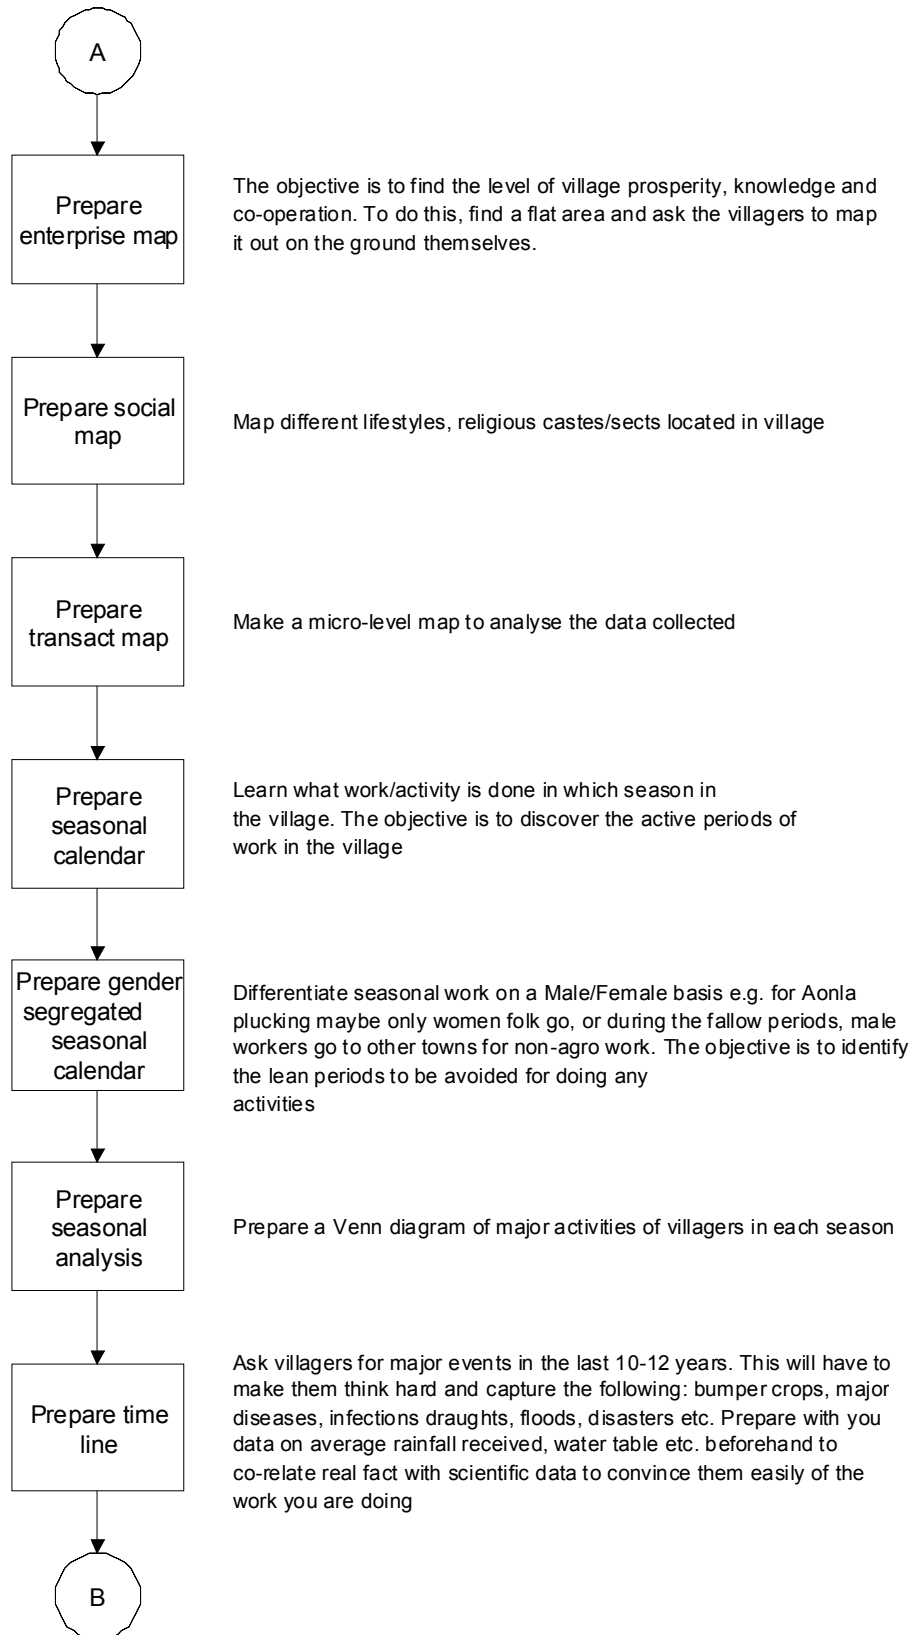 A
Prepare
enterprise map
The objective is to find the level of village prosperity, knowledge and
co-operation. To do this, find a flat area and ask the villagers to map
it out on the ground themselves.
Prepare social
map
Map different lifestyles, religious castes/sects located in village
Prepare
transact map
Make a micro-level map to analyse the data collected
Prepare
seasonal
calendar
Learn what work/activity is done in which season in
the village. The objective is to discover the active periods of
work in the village
Prepare gender
segregated
seasonal
calendar
Differentiate seasonal work on a Male/Female basis e.g. for Aonla
plucking maybe only women folk go, or during the fallow periods, male
workers go to other towns for non-agro work. The objective is to identify
the lean periods to be avoided for doing any
activities
Prepare
seasonal
analysis
Prepare a Venn diagram of major activities of villagers in each season
Prepare time
line
Ask villagers for major events in the last 10-12 years. This will have to
make them think hard and capture the following: bumper crops, major
diseases, infections draughts, floods, disasters etc. Prepare with you
data on average rainfall received, water table etc. beforehand to
co-relate real fact with scientific data to convince them easily of the
work you are doing
B